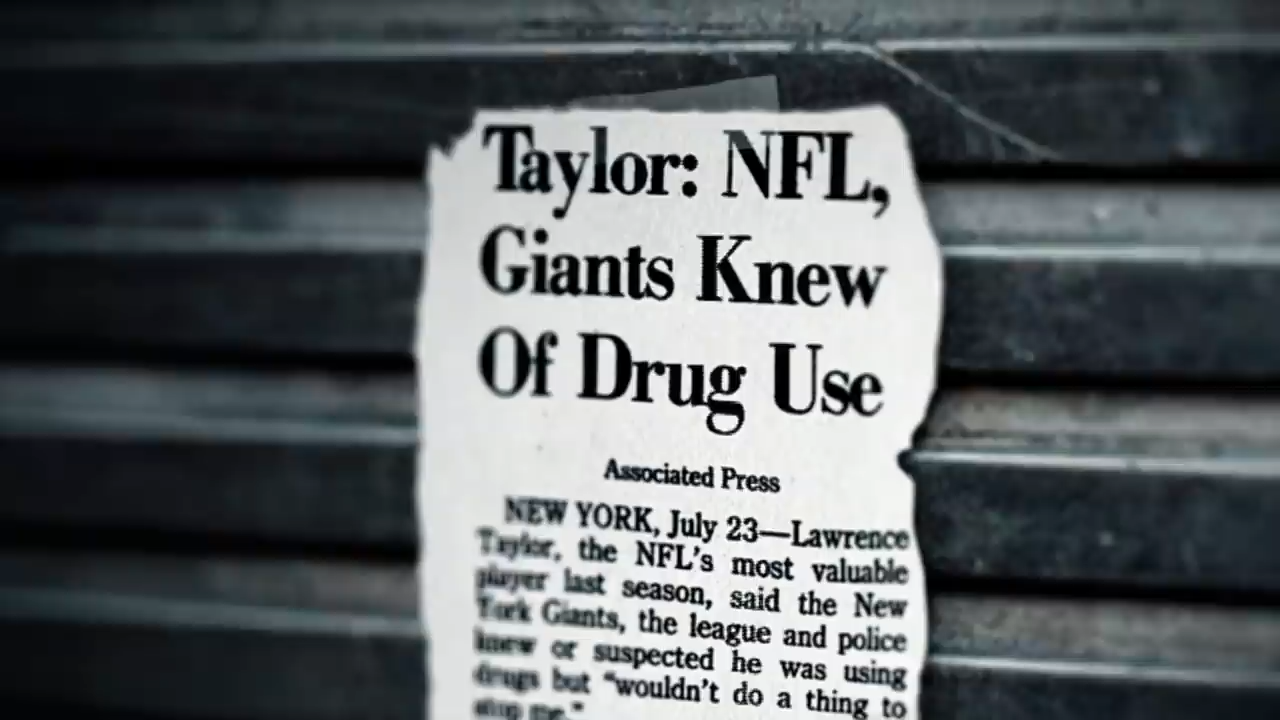 Taylor: NFL,
Giants Knew
Of Drug Use
Associated Press
NEW YORK, July 23—Lawrence
Taylor, the NFL's most valuable
player last season, said the New
York Giants, the league and police
knew or suspected he was using
drugs but "wouldn't do a thing to
stop me."